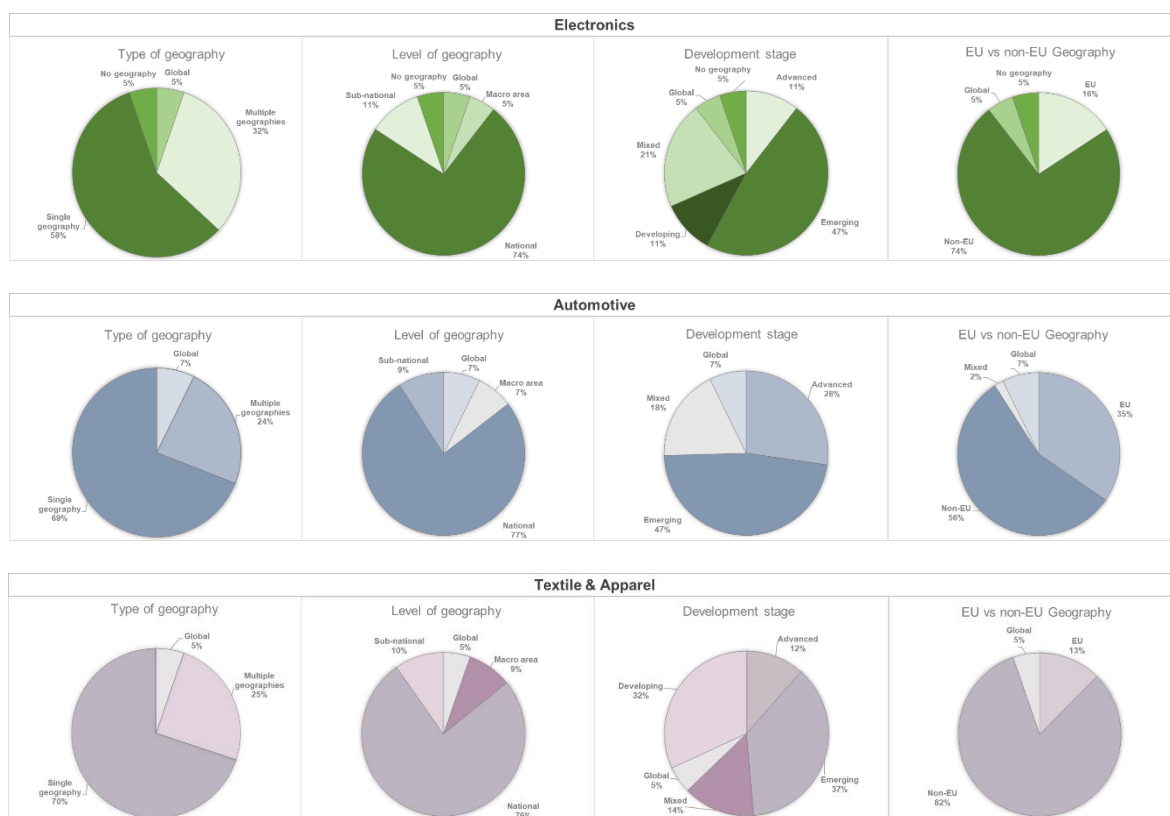 Electronics
Type of geography
No geography
5%
Global
5%
Multiple
geographies
32%
Single
geography
58%
Level of geography
No geography
5%
Global
5%
Macro area
5%
Sub-national
11%
National
74%
Development stage
No geography
5%
Advanced
11%
Global
5%
Mixed
21%
Developing
11%
Emerging
47%
EU vs non-EU Geography
No geography
5%
EU
16%
Global
5%
Non-EU
74%
Automotive
Type of geography
Global
7%
Multiple
geographies
24%
Single
geography
69%
Level of geography
Sub-national
9%
Global
7%
Macro area
7%
National
77%
Development stage
Global
7%
Advanced
28%
Mixed
18%
Emerging
47%
EU vs non-EU Geography
Global
7%
Mixed
2%
EU
35%
Non-EU
56%
Textile & Apparel
Type of geography
Global
5%
Multiple
geographies
25%
Single
geography
70%
Level of geography
Sub-national
10%
Global
5%
Macro area
9%
National
76%
Development stage
Advanced
12%
Developing
32%
Global
5%
Mixed
14%
Emerging
37%
EU vs non-EU Geography
Global
5%
EU
13%
Non-EU
82%